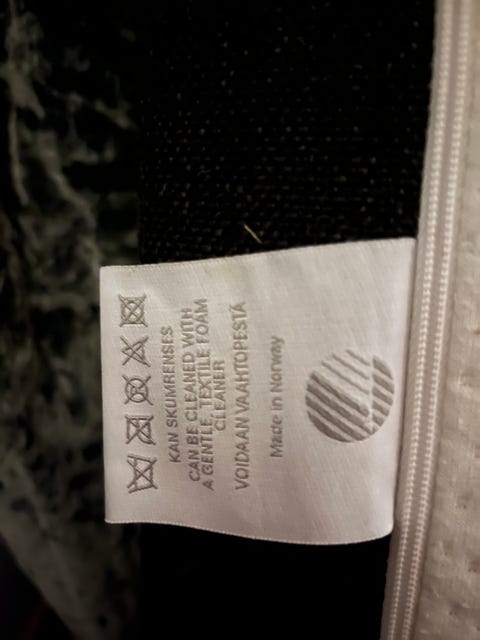 KAN SKUMRENSES
CAN BE CLEANED WITH
A GENTLE TEXTILE FOAM
CLEANER
VOIDAAN VAAHTOPESTÄ
Made in Norway